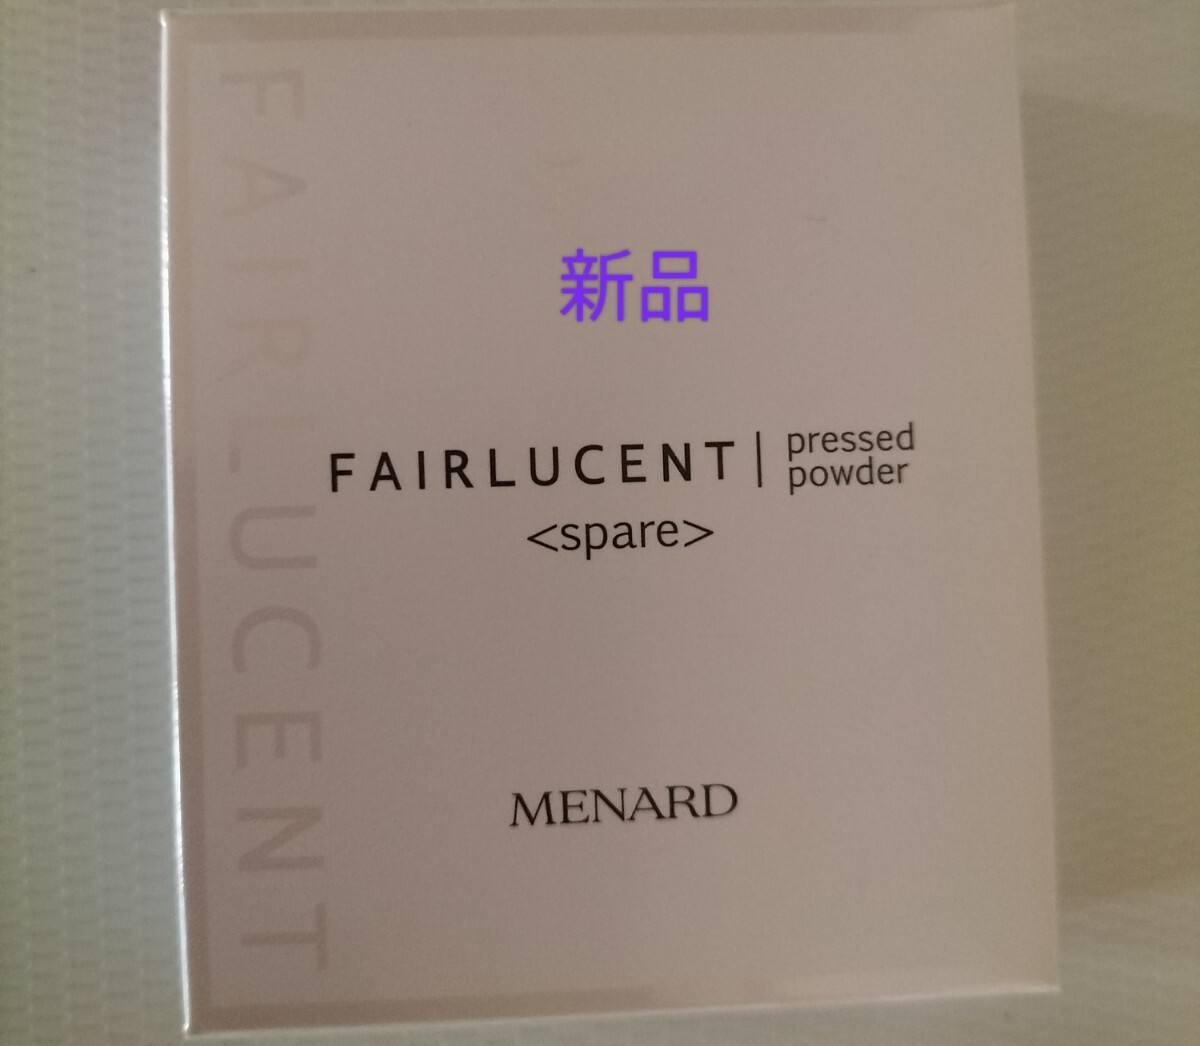 FAIRLUCENT
新品
FAIRLUCENT | pressed powder
<spare>
MENARD